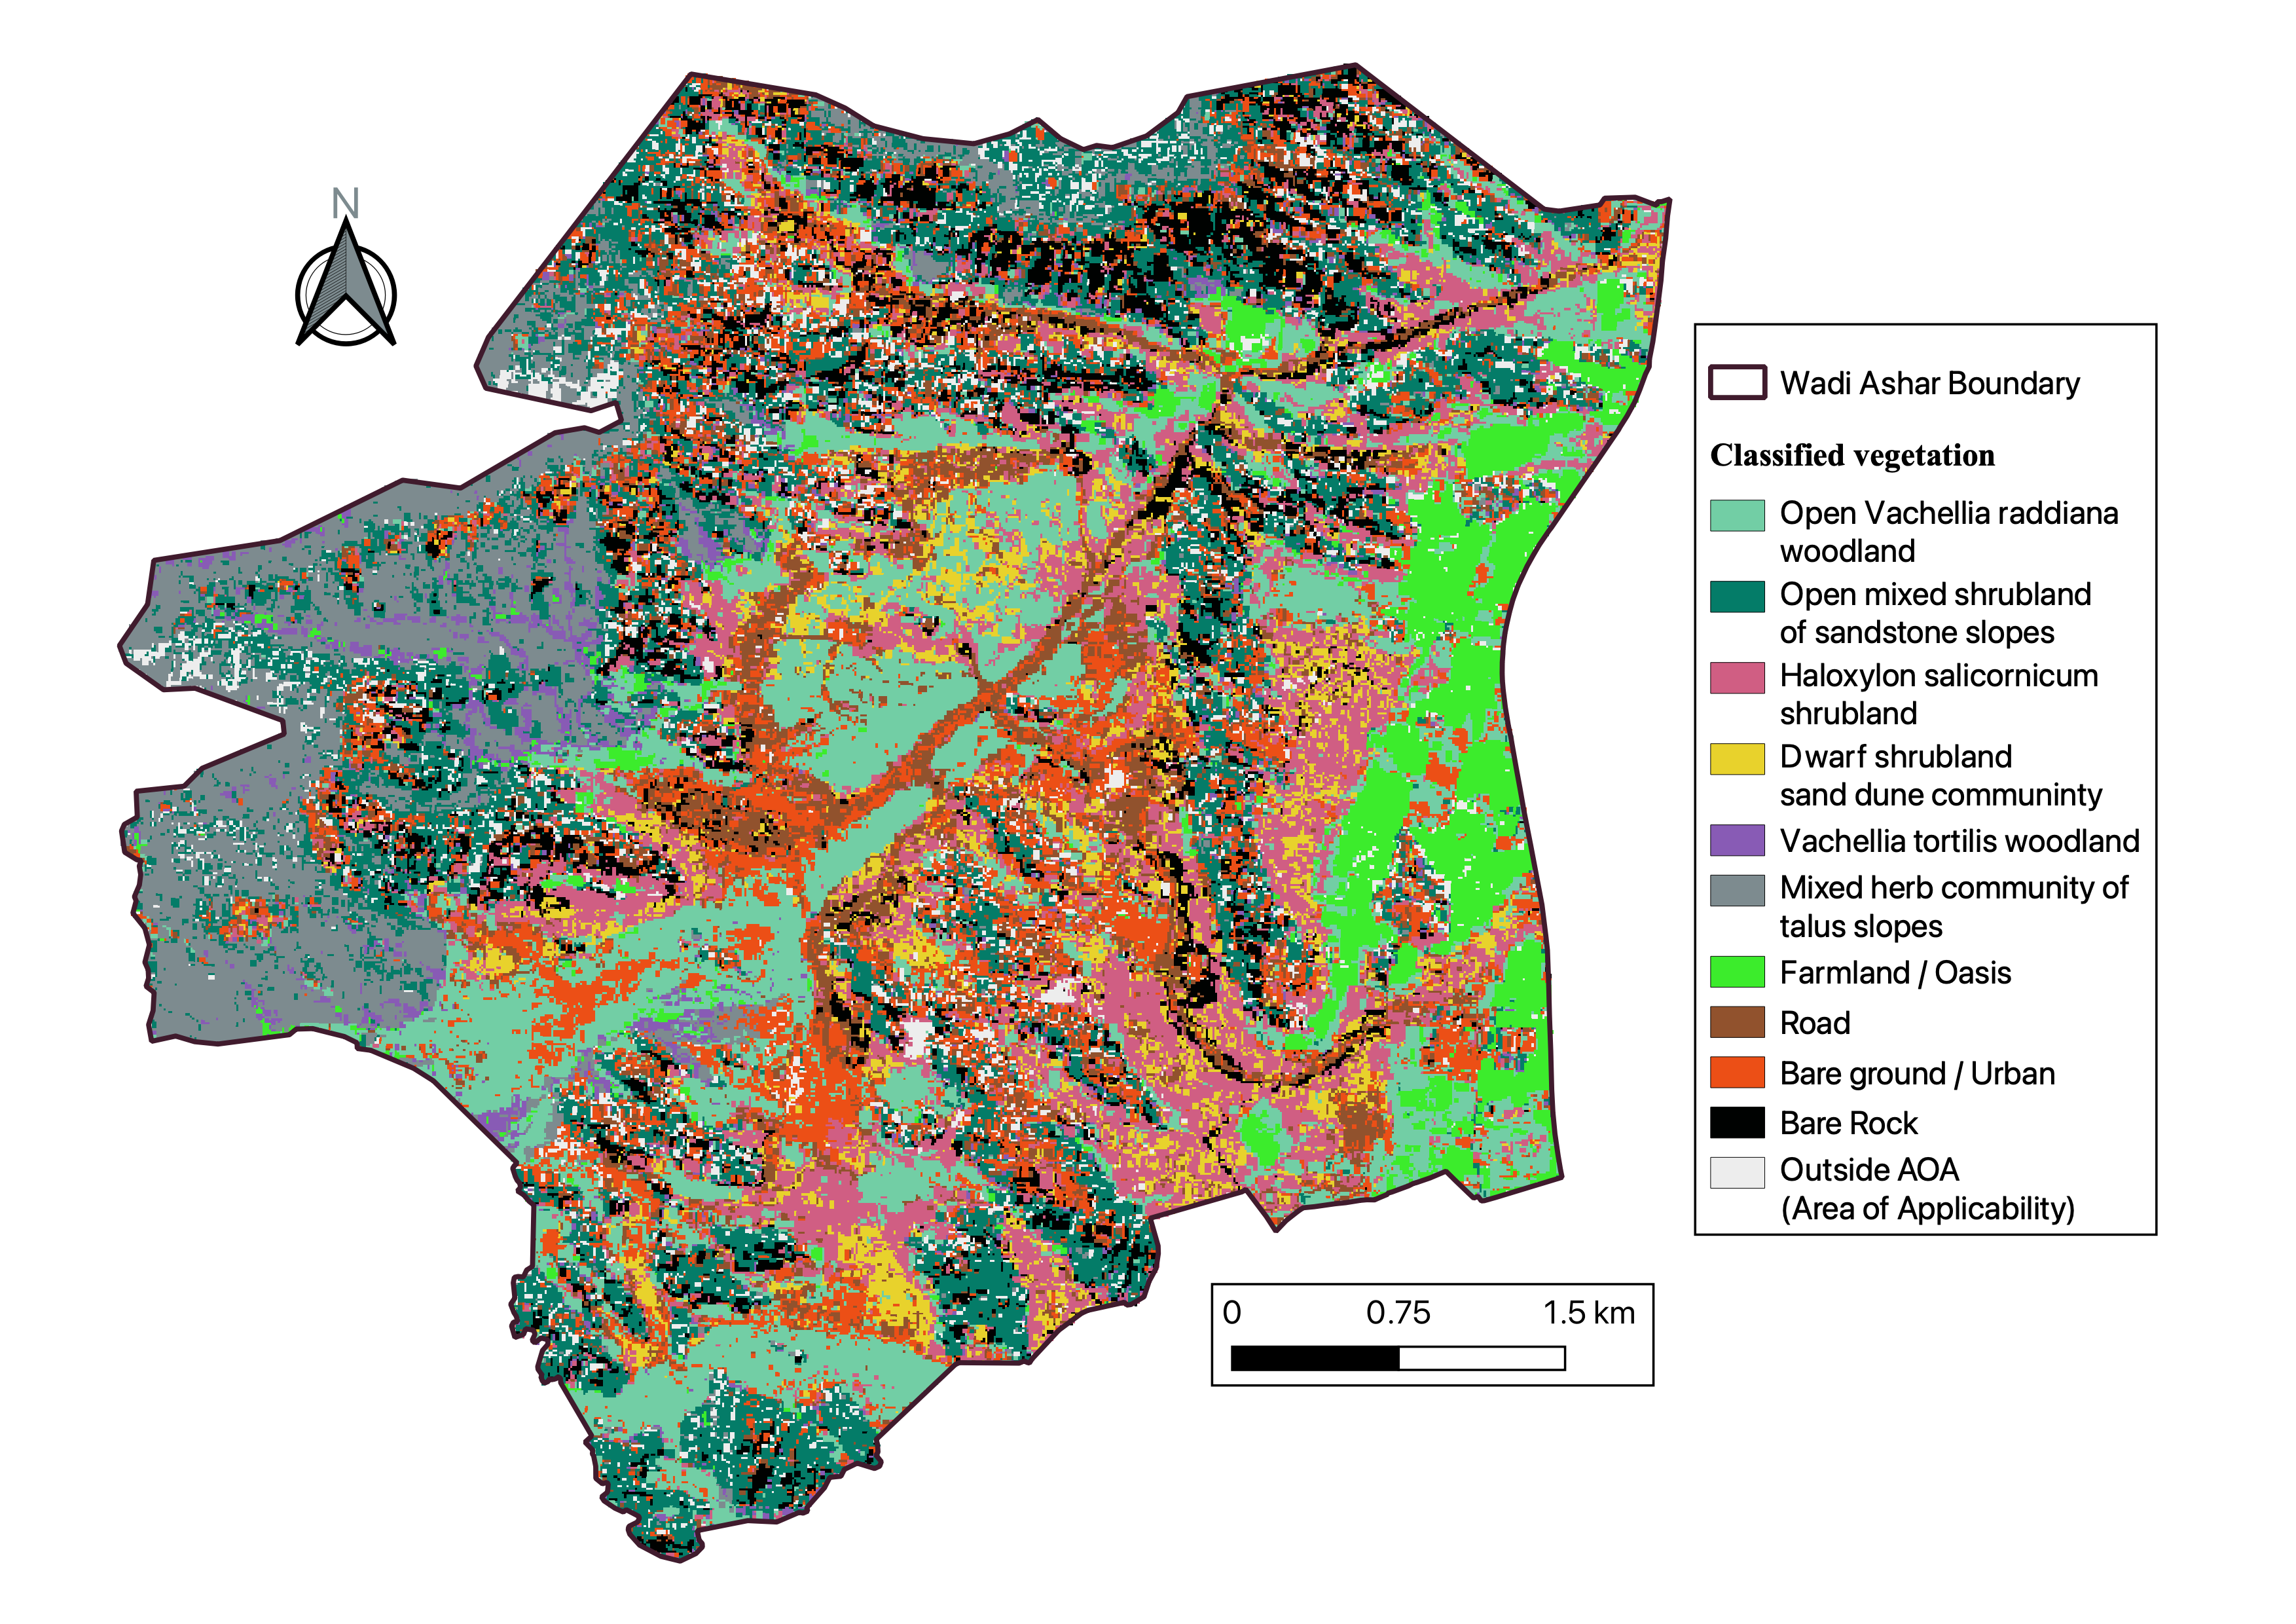 N
Wadi Ashar Boundary
Classified vegetation
Open Vachellia raddiana
woodland
Open mixed shrubland
of sandstone slopes
Haloxylon salicornicum
shrubland
Dwarf shrubland
sand dune communinty
Vachellia tortilis woodland
Mixed herb community of
talus slopes
Farmland / Oasis
Road
Bare ground / Urban
Bare Rock
Outside AOA
(Area of Applicability)
0 0.75 1.5 km